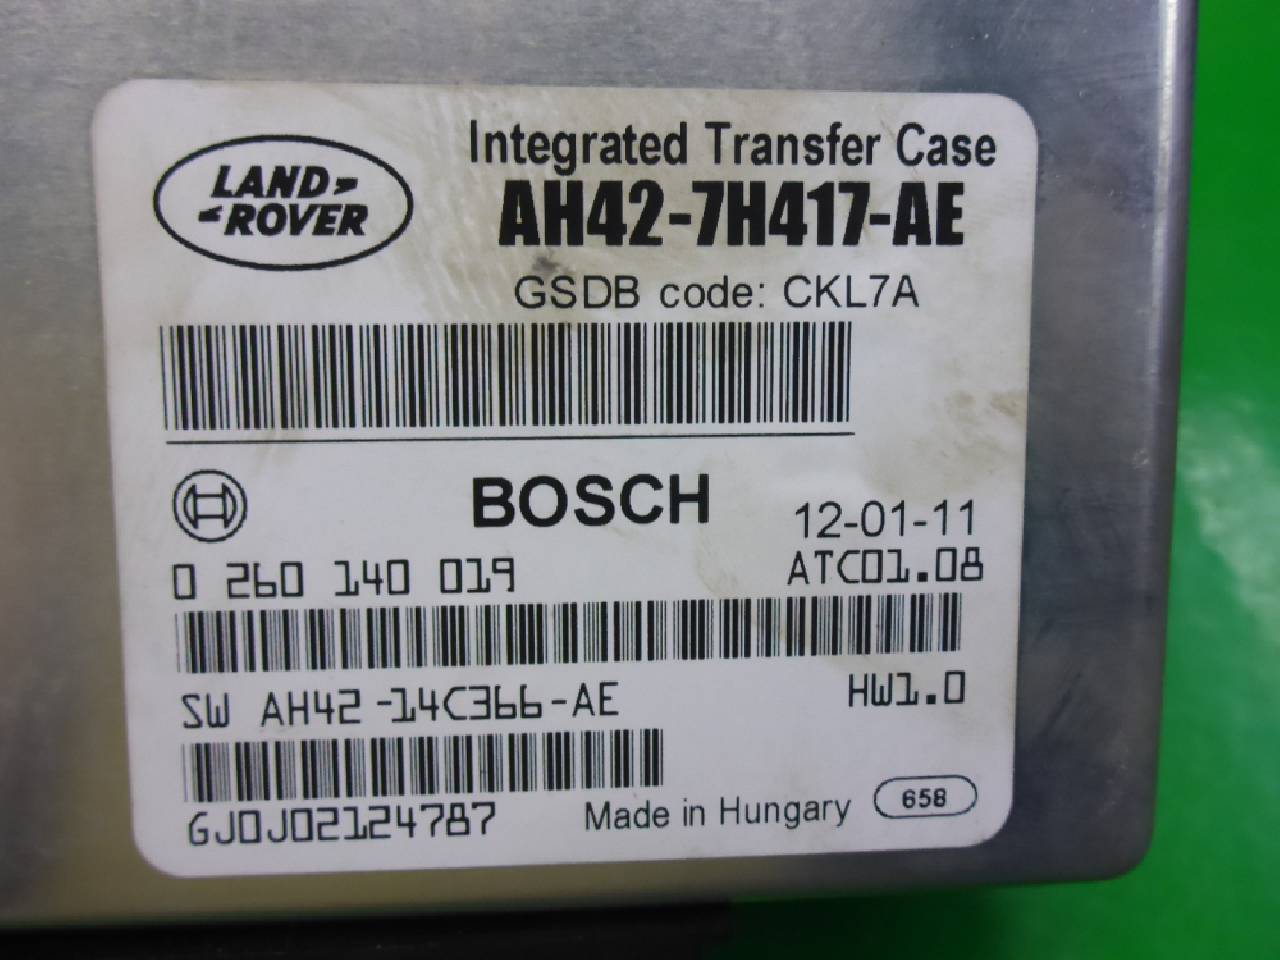 LAND
ROVER
Integrated Transfer Case
AH42-7H417-AE
GSDB code: CKL7A
BOSCH
12-01-11
0 260 140 019
ATC01.08
SW AH42-14C366-AE
HW1.0
GJ0J02124787
Made in Hungary
658